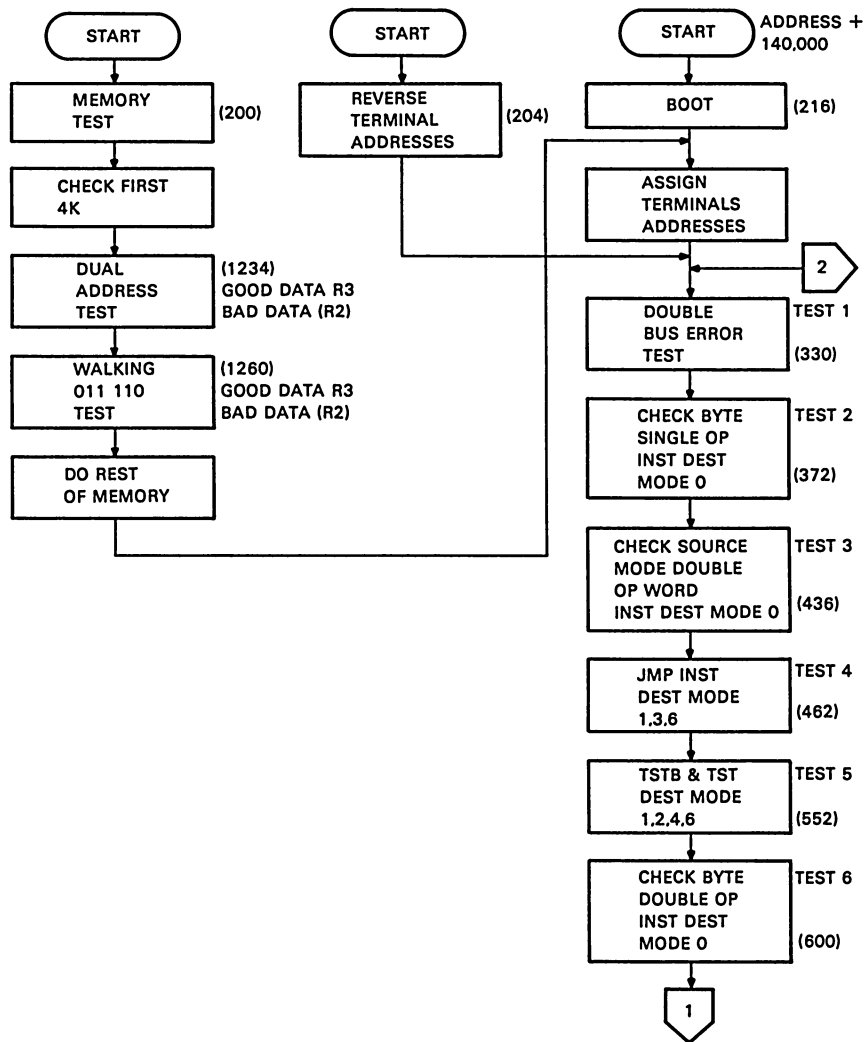 START
MEMORY
TEST
(200)
CHECK FIRST
4K
DUAL
ADDRESS
TEST
(1234)
GOOD DATA R3
BAD DATA (R2)
WALKING
011 110
TEST
(1260)
GOOD DATA R3
BAD DATA (R2)
DO REST
OF MEMORY
START
REVERSE
TERMINAL
ADDRESSES
(204)
START
ADDRESS +
140,000
BOOT
(216)
ASSIGN
TERMINALS
ADDRESSES
2
DOUBLE
BUS ERROR
TEST
TEST 1
(330)
CHECK BYTE
SINGLE OP
INST DEST
MODE 0
TEST 2
(372)
CHECK SOURCE
MODE DOUBLE
OP WORD
INST DEST MODE 0
TEST 3
(436)
JMP INST
DEST MODE
1,3,6
TEST 4
(462)
TSTB & TST
DEST MODE
1,2,4,6
TEST 5
(552)
CHECK BYTE
DOUBLE OP
INST DEST
MODE 0
TEST 6
(600)
1